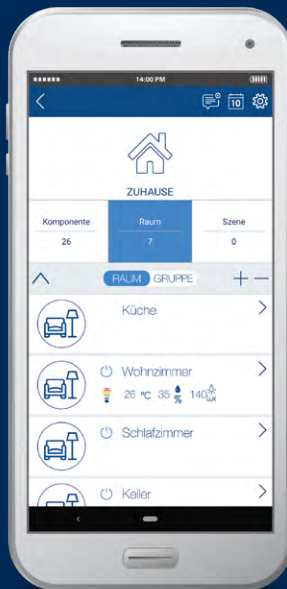 14:00 PM
10
ZUHAUSE
Komponente Raum Szene
26 7 0
RAUM GRUPPE
Küche
Wohnzimmer
26 °C 35 % 140 LUX
Schlafzimmer
Keller